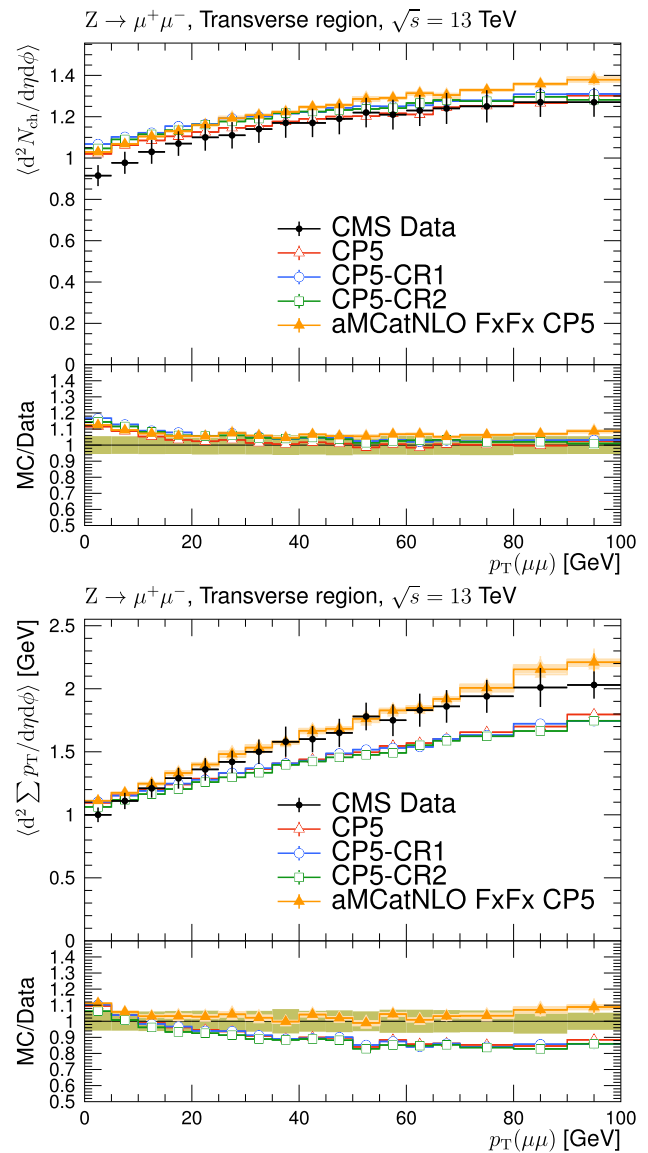 Z → μ⁺μ⁻, Transverse region, √s = 13 TeV
⟨d² N_ch/dηdϕ⟩
1.4
1.2
1
0.8
0.6
0.4
0.2
0
CMS Data
CP5
CP5-CR1
CP5-CR2
aMCatNLO FxFx CP5
MC/Data
1.4
1.3
1.2
1.1
1.0
0.9
0.8
0.7
0.6
0.5
0 20 40 60 80 100
p_T(μμ) [GeV]
Z → μ⁺μ⁻, Transverse region, √s = 13 TeV
⟨d² ∑ p_T/dηdϕ⟩ [GeV]
2.5
2
1.5
1
0.5
0
CMS Data
CP5
CP5-CR1
CP5-CR2
aMCatNLO FxFx CP5
MC/Data
1.4
1.3
1.2
1.1
1.0
0.9
0.8
0.7
0.6
0.5
0 20 40 60 80 100
p_T(μμ) [GeV]